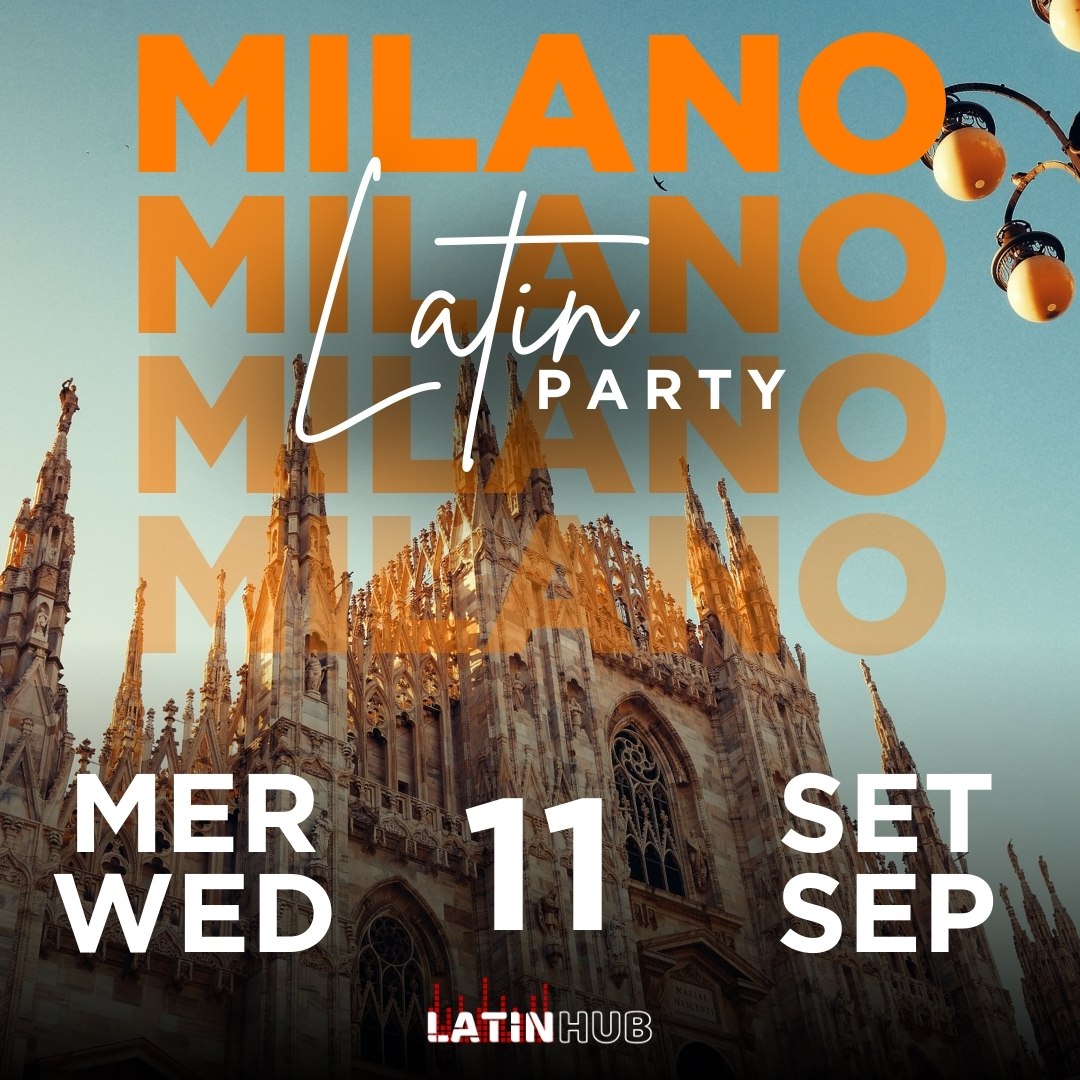 MILANO
MILANO
MILANO
MILANO
Latin
PARTY
MER 11 SET
WED SEP
LATINHUB